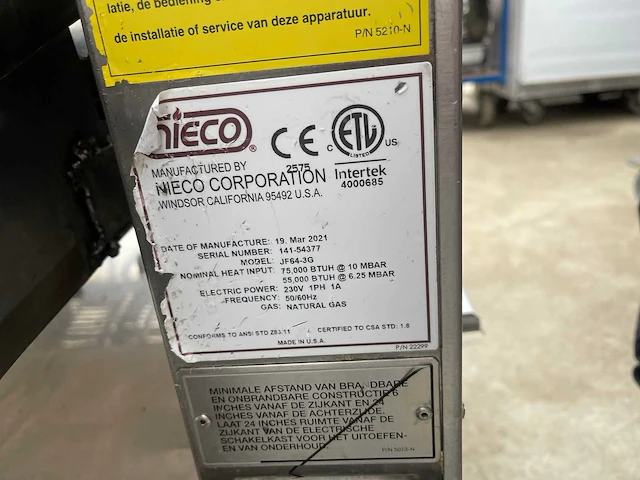 latie, de bediening
de installatie of service van deze apparatuur.
P/N 5210-N
NIECO®
CE
2575
C ETL US
LISTED
Intertek
4000685
MANUFACTURED BY
NIECO CORPORATION
WINDSOR CALIFORNIA 95492 U.S.A.
DATE OF MANUFACTURE: 19. Mar 2021
SERIAL NUMBER: 141-54377
MODEL: JF64-3G
NOMINAL HEAT INPUT: 75,000 BTUH @ 10 MBAR
55,000 BTUH @ 6.25 MBAR
ELECTRIC POWER: 230V 1PH 1A
FREQUENCY: 50/60Hz
GAS: NATURAL GAS
CONFORMS TO ANSI STD Z83.11 CERTIFIED TO CSA STD: 1.8
MADE IN U.S.A.
P/N 22299
MINIMALE AFSTAND VAN BRANDBARE
EN ONBRANDBARE CONSTRUCTIE 6
INCHES VANAF DE ZIJKANT EN 24
INCHES VANAF DE ACHTERZIJDE.
LAAT 24 INCHES RUIMTE VANAF DE
ZIJKANT VAN DE ELECTRISCHE
SCHAKELKAST VOOR HET UITOEFEN-
EN VAN ONDERHOUD.
P/N 5023-N